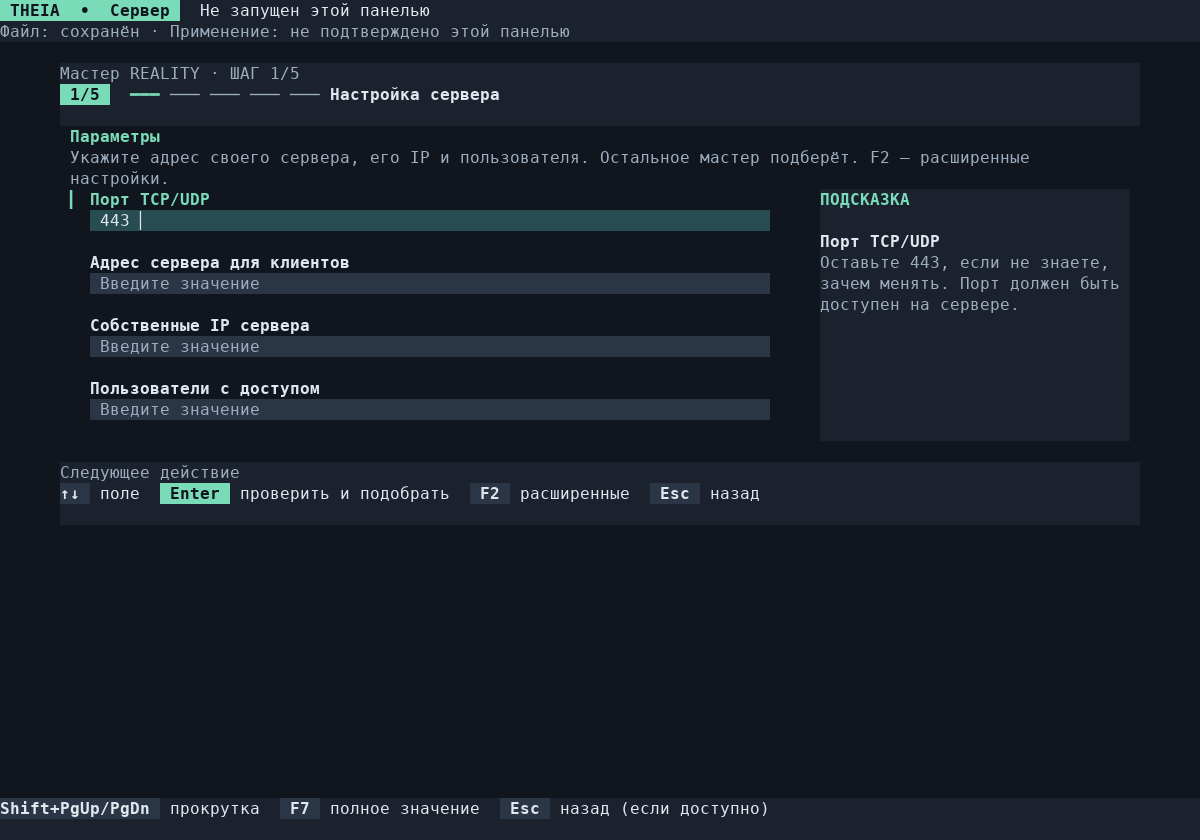 THEIA • Сервер Не запущен этой панелью
Файл: сохранён · Применение: не подтверждено этой панелью
Мастер REALITY · ШАГ 1/5
1/5 ━━━ ─── ─── ─── ─── Настройка сервера
Параметры
Укажите адрес своего сервера, его IP и пользователя. Остальное мастер подберёт. F2 — расширенные
настройки.
Порт TCP/UDP
443
Адрес сервера для клиентов
Введите значение
Собственные IP сервера
Введите значение
Пользователи с доступом
Введите значение
ПОДСКАЗКА
Порт TCP/UDP
Оставьте 443, если не знаете,
зачем менять. Порт должен быть
доступен на сервере.
Следующее действие
↑↓ поле Enter проверить и подобрать F2 расширенные Esc назад
Shift+PgUp/PgDn прокрутка F7 полное значение Esc назад (если доступно)